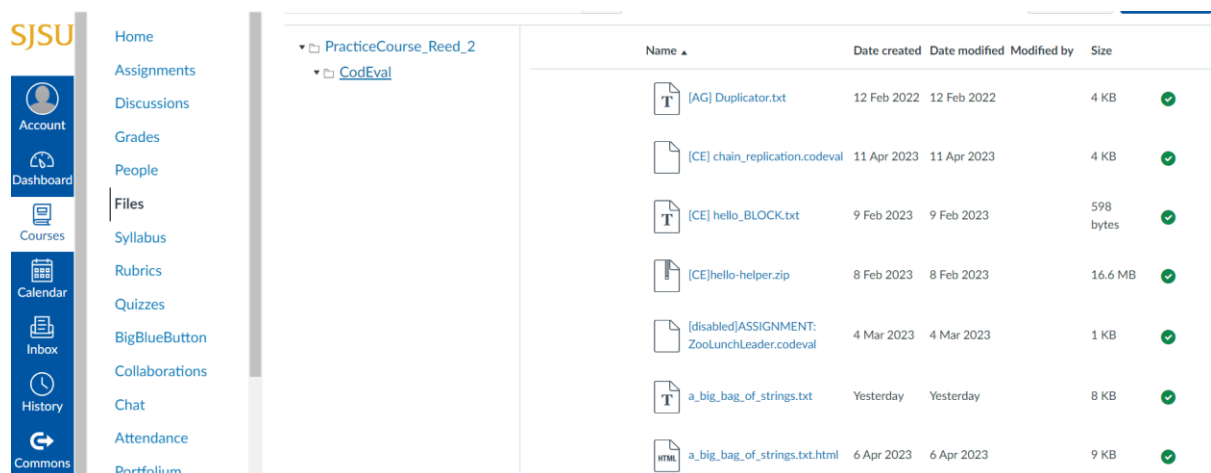 SJSU
Account
Dashboard
Courses
Calendar
Inbox
History
Commons
Home
Assignments
Discussions
Grades
People
Files
Syllabus
Rubrics
Quizzes
BigBlueButton
Collaborations
Chat
Attendance
Portfolium
PracticeCourse_Reed_2
CodEval
Name Date created Date modified Modified by Size
T [AG] Duplicator.txt 12 Feb 2022 12 Feb 2022 4 KB
[CE] chain_replication.codeval 11 Apr 2023 11 Apr 2023 4 KB
T [CE] hello_BLOCK.txt 9 Feb 2023 9 Feb 2023 598
bytes
[CE]hello-helper.zip 8 Feb 2023 8 Feb 2023 16.6 MB
[disabled]ASSIGNMENT:
ZooLunchLeader.codeval 4 Mar 2023 4 Mar 2023 1 KB
T a_big_bag_of_strings.txt Yesterday Yesterday 8 KB
HTML a_big_bag_of_strings.txt.html 6 Apr 2023 6 Apr 2023 9 KB